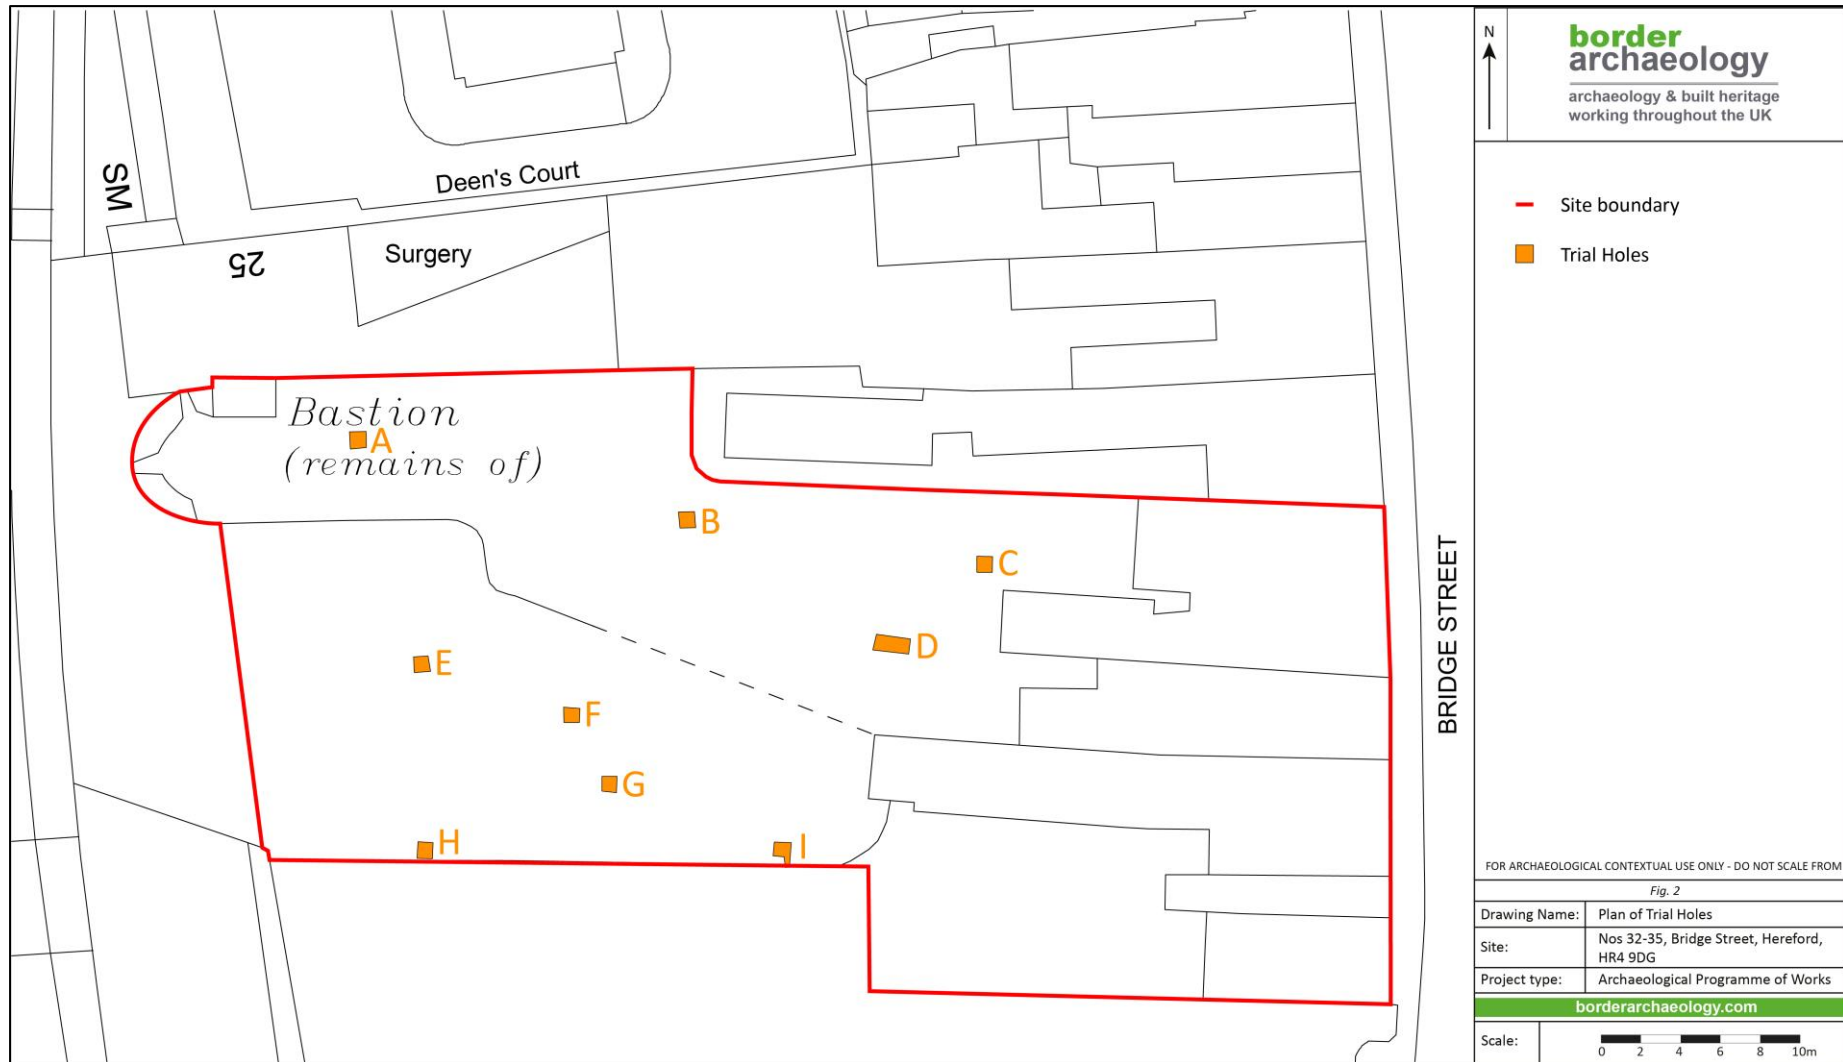 Deen's Court
SM
25
Surgery
Bastion
(remains of)
A
B
C
D
E
F
G
H
I
BRIDGE STREET
N
border
archaeology
archaeology & built heritage
working throughout the UK
Site boundary
Trial Holes
FOR ARCHAEOLOGICAL CONTEXTUAL USE ONLY - DO NOT SCALE FROM
Fig. 2
Drawing Name: Plan of Trial Holes
Site: Nos 32-35, Bridge Street, Hereford,
HR4 9DG
Project type: Archaeological Programme of Works
borderarchaeology.com
Scale:
0 2 4 6 8 10m